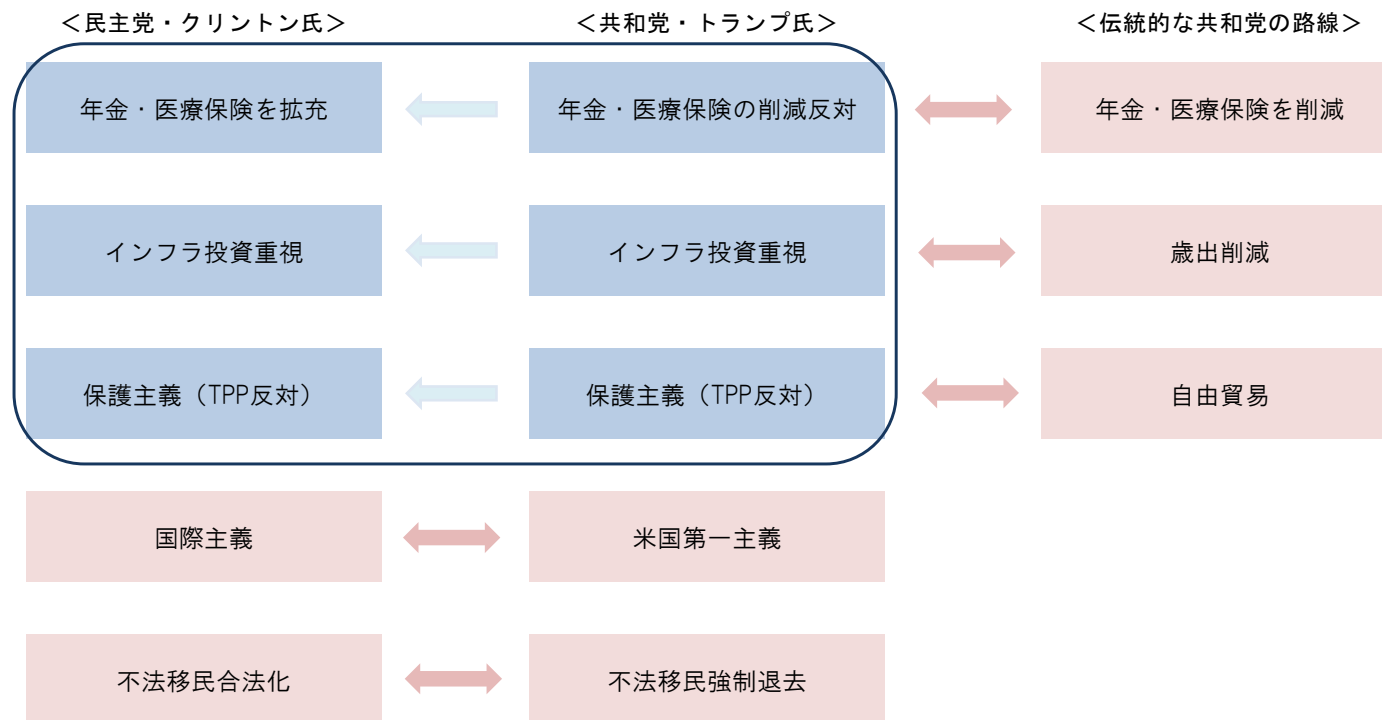 ＜民主党・クリントン氏＞
＜共和党・トランプ氏＞
＜伝統的な共和党の路線＞
年金・医療保険を拡充
年金・医療保険の削減反対
年金・医療保険を削減
インフラ投資重視
インフラ投資重視
歳出削減
保護主義（TPP反対）
保護主義（TPP反対）
自由貿易
国際主義
米国第一主義
不法移民合法化
不法移民強制退去